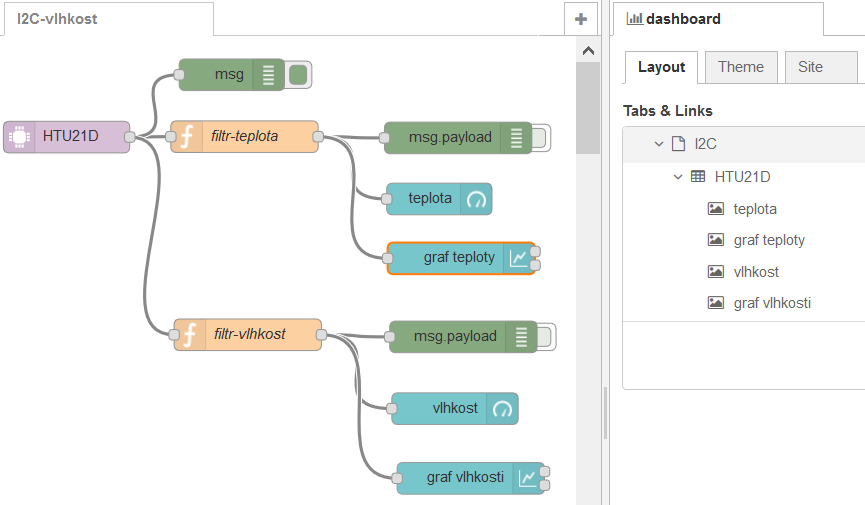 I2C-vlhkost
+
msg
HTU21D
filtr-teplota
msg.payload
teplota
graf teploty
filtr-vlhkost
msg.payload
vlhkost
graf vlhkosti
dashboard
Layout
Theme
Site
Tabs & Links
I2C
HTU21D
teplota
graf teploty
vlhkost
graf vlhkosti